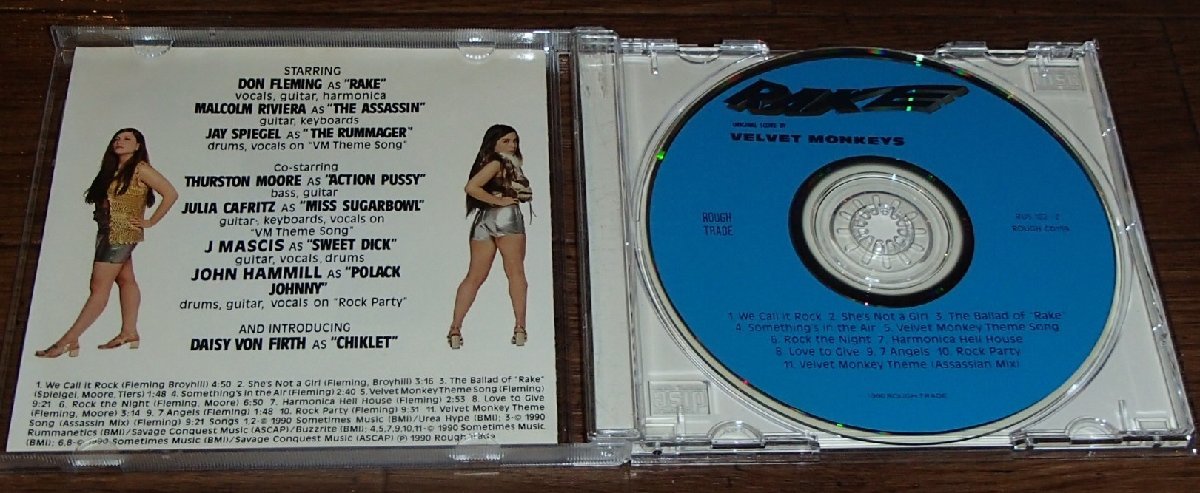 STARRING
DON FLEMING AS "RAKE"
vocals, guitar, harmonica
MALCOLM RIVIERA AS "THE ASSASSIN"
guitar, keyboards
JAY SPIEGEL AS "THE RUMMAGER"
drums, vocals on "VM Theme Song"
Co-starring
THURSTON MOORE AS "ACTION PUSSY"
bass, guitar
JULIA CAFRITZ AS "MISS SUGARBOWL"
guitar, keyboards, vocals on
"VM Theme Song"
J MASCIS AS "SWEET DICK"
guitar, vocals, drums
JOHN HAMMILL AS "POLACK
JOHNNY"
drums, guitar, vocals on "Rock Party"
AND INTRODUCING
DAISY VON FIRTH AS "CHIKLET"
1. We Call It Rock (Fleming Broyhill) 4:50 2. She's Not a Girl (Fleming, Broyhill) 3:16 3. The Ballad of "Rake"
(Spielgel, Moore, Tiers) 1:48 4. Something's in the Air (Fleming) 2:40 5. Velvet Monkey Theme Song (Fleming)
9:21 6. Rock the Night (Fleming, Moore) 6:50 7. Harmonica Hell House (Fleming) 2:53 8. Love to Give
(Fleming, Moore) 3:14 9. 7 Angels (Fleming) 1:48 10. Rock Party (Fleming) 9:31 11. Velvet Monkey Theme
Song (Assassin Mix) (Fleming) 9:21 Songs 1,2-© 1990 Sometimes Music (BMI)/Urea Hype (BMI); 3-© 1990
Rummanetics (BMI)/Savage Conquest Music (ASCAP)/Buzzrite (BMI); 4,5,7,9,10,11-© 1990 Sometimes Music
(BMI); 6,8-© 1990 Sometimes Music (BMI)/Savage Conquest Music (ASCAP) ℗ 1990 Rough Trade
RAKE
ORIGINAL SCORE BY
VELVET MONKEYS
ROUGH
TRADE
1. We Call it Rock 2. She's Not a Girl 3. The Ballad of "Rake"
4. Something's in the Air 5. Velvet Monkey Theme Song
6. Rock the Night 7. Harmonica Hell House
8. Love to Give 9. 7 Angels 10. Rock Party
11. Velvet Monkey Theme (Assassian Mix)
1990 ROUGH TRADE